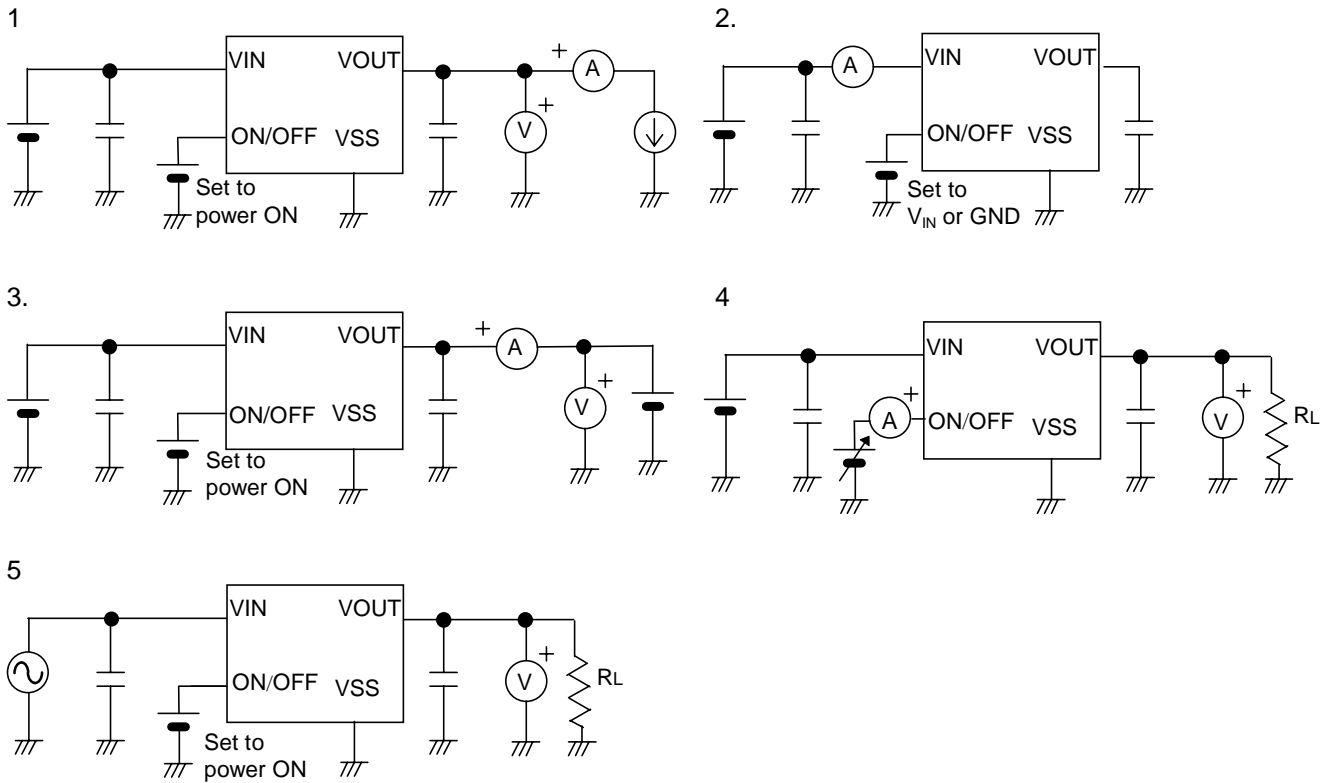 1
VIN VOUT
+ A
V +
ON/OFF VSS
Set to
power ON
2.
A
VIN VOUT
ON/OFF VSS
Set to
VIN or GND
3.
VIN VOUT
+ A
V +
ON/OFF VSS
Set to
power ON
4
VIN VOUT
A +
ON/OFF VSS
V +
RL
5
VIN VOUT
V +
RL
ON/OFF VSS
Set to
power ON